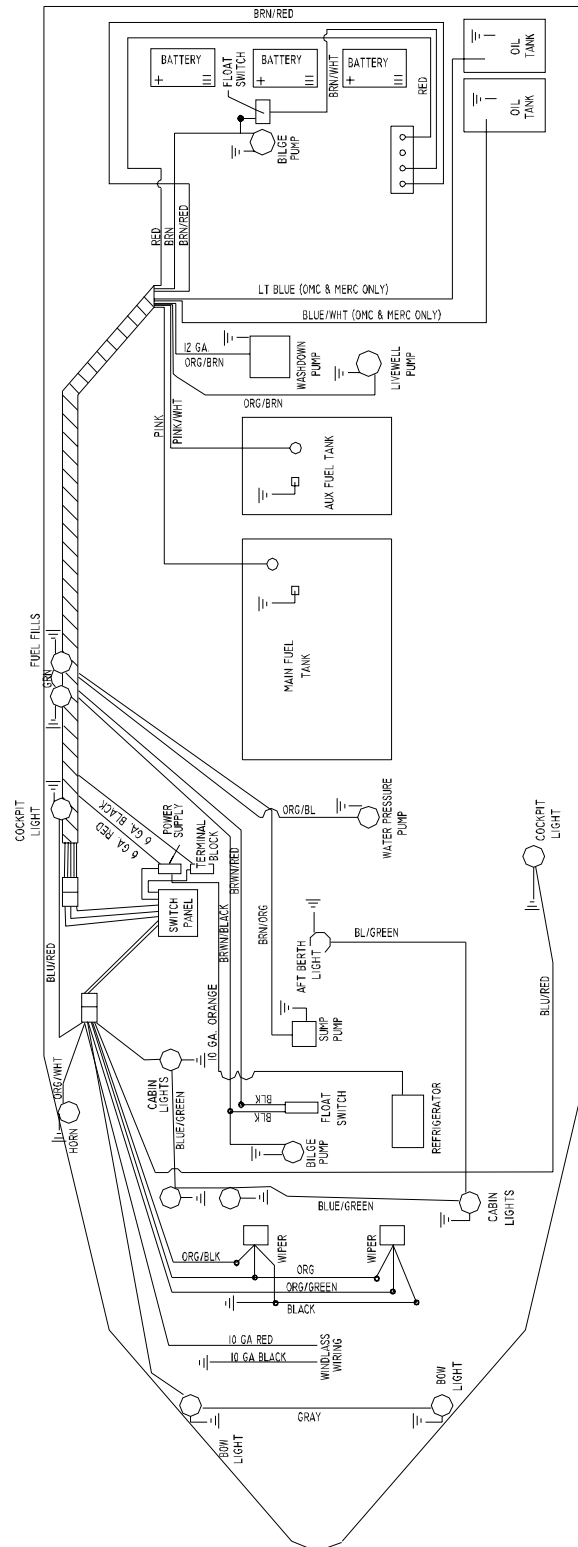 BRN/RED
BATTERY
+
FLOAT
SWITCH
BATTERY
+
BRN/WHT
BATTERY
+
RED
OIL
TANK
OIL
TANK
BILGE
PUMP
RED
BRN
BRN/RED
LT BLUE (OMC & MERC ONLY)
BLUE/WHT (OMC & MERC ONLY)
12 GA.
ORG/BRN
WASHDOWN
PUMP
LIVEWELL
PUMP
ORG/BRN
PINK
PINK/WHT
AUX FUEL TANK
MAIN FUEL
TANK
FUEL FILLS
GRN
COCKPIT
LIGHT
6 GA. RED
6 GA. BLACK
POWER
SUPPLY
TERMINAL
BLOCK
SWITCH
PANEL
ORG/BL
WATER PRESSURE
PUMP
COCKPIT
LIGHT
BRWN/RED
BRWN/BLACK
BRN/ORG
10 GA. ORANGE
AFT BERTH
LIGHT
BL/GREEN
BLU/RED
BLU/RED
SUMP
PUMP
ORG/WHT
HORN
CABIN
LIGHTS
BLUE/GREEN
BLK
BLK
FLOAT
SWITCH
BILGE
PUMP
REFRIGERATOR
BLUE/GREEN
CABIN
LIGHTS
ORG/BLK
WIPER
WIPER
ORG
ORG/GREEN
BLACK
10 GA RED
10 GA BLACK
WINDLASS
WIRING
BOW
LIGHT
GRAY
BOW
LIGHT